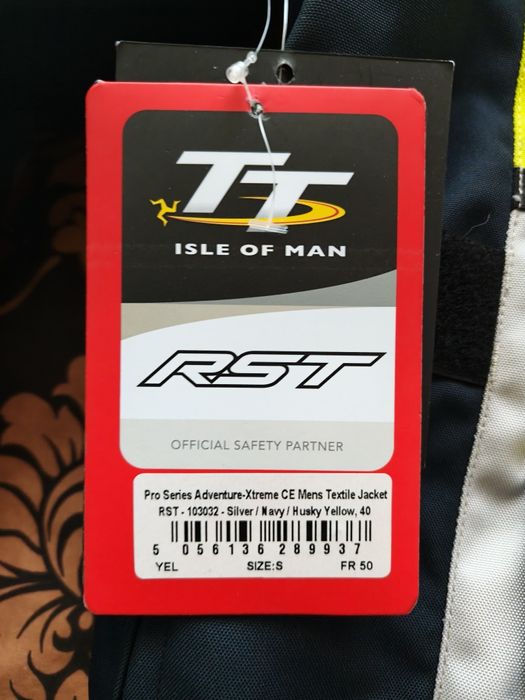 TT
ISLE OF MAN
RST
OFFICIAL SAFETY PARTNER
Pro Series Adventure-Xtreme CE Mens Textile Jacket
RST - 103032 - Silver / Navy / Husky Yellow, 40
5 056136 289937
YEL SIZE:S FR 50